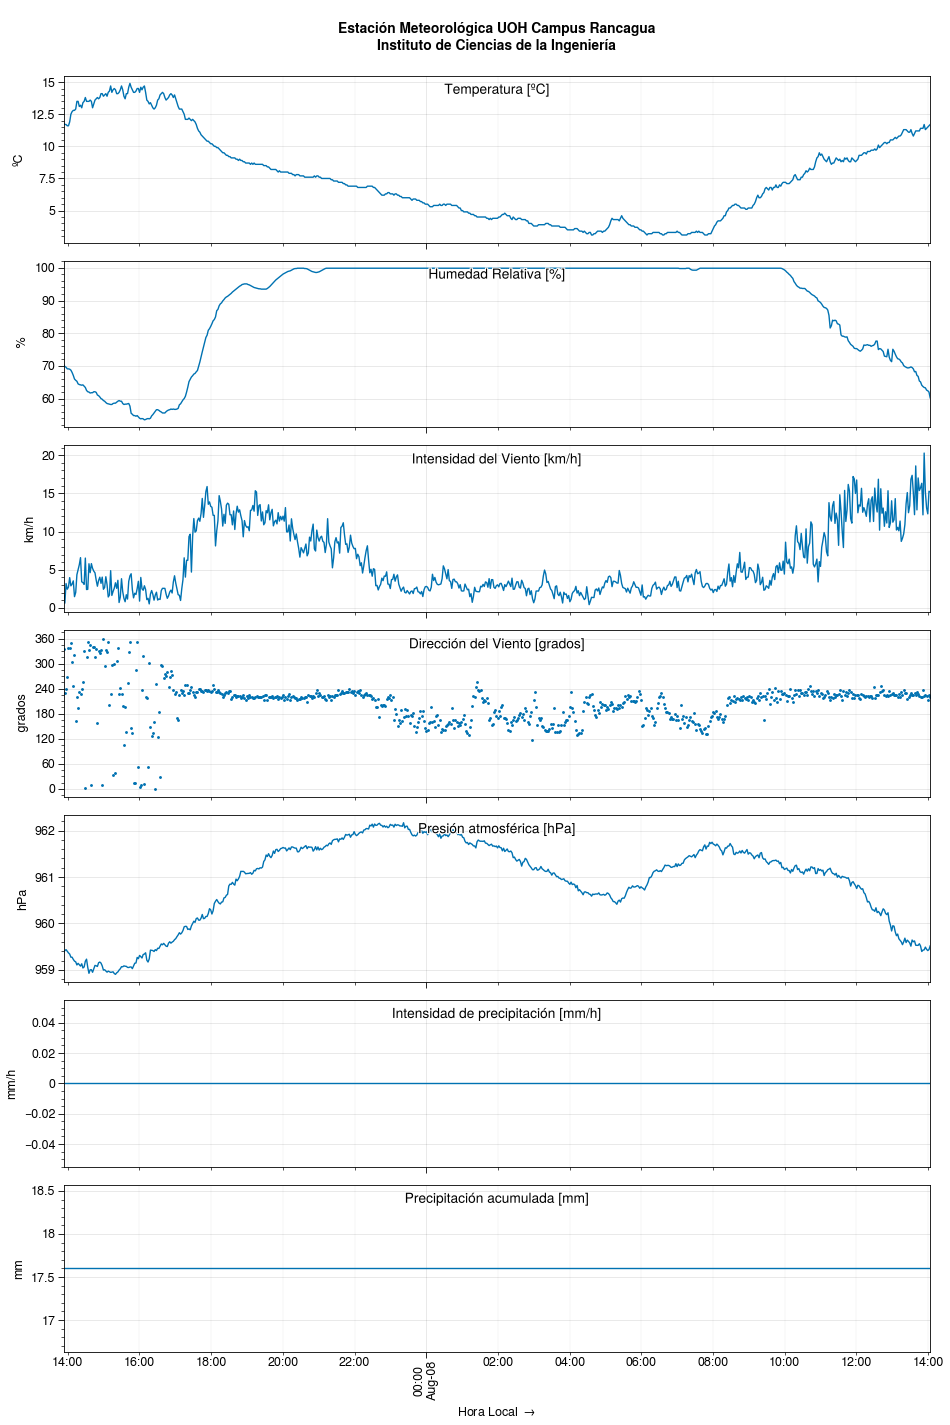 Estación Meteorológica UOH Campus Rancagua
Instituto de Ciencias de la Ingeniería
Temperatura [ºC]
ºC
15
12.5
10
7.5
5
Humedad Relativa [%]
%
100
90
80
70
60
Intensidad del Viento [km/h]
km/h
20
15
10
5
0
Dirección del Viento [grados]
grados
360
300
240
180
120
60
0
Presión atmosférica [hPa]
hPa
962
961
960
959
Intensidad de precipitación [mm/h]
mm/h
0.04
0.02
0
−0.02
−0.04
Precipitación acumulada [mm]
mm
18.5
18
17.5
17
14:00 16:00 18:00 20:00 22:00 00:00 02:00 04:00 06:00 08:00 10:00 12:00 14:00
Aug-08
Hora Local →